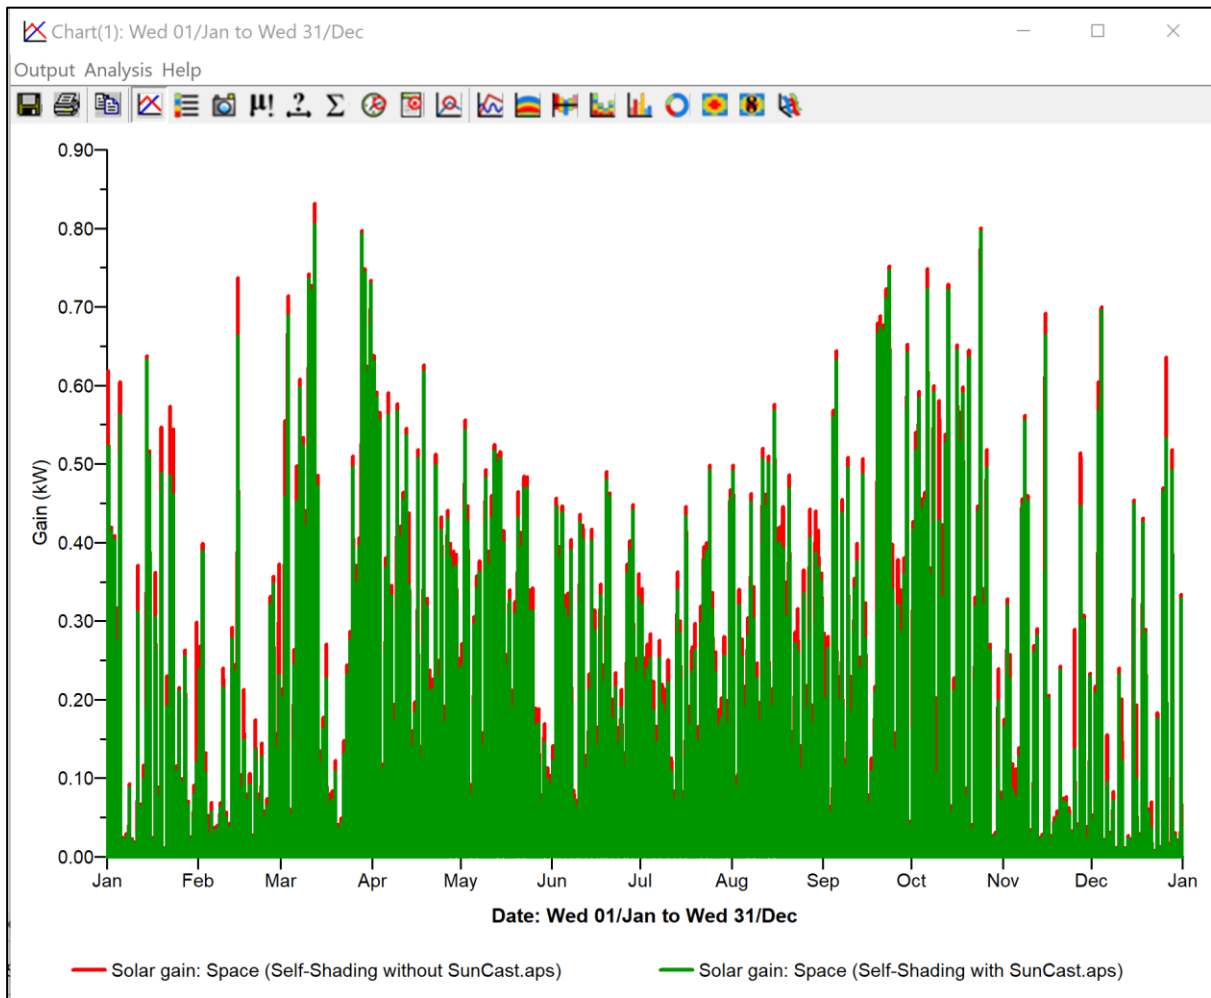 Chart(1): Wed 01/Jan to Wed 31/Dec
Output Analysis Help
μ! ? Σ
8
0.90
0.80
0.70
0.60
0.50
0.40
0.30
0.20
0.10
0.00
Gain (kW)
Jan Feb Mar Apr May Jun Jul Aug Sep Oct Nov Dec Jan
Date: Wed 01/Jan to Wed 31/Dec
Solar gain: Space (Self-Shading without SunCast.aps) Solar gain: Space (Self-Shading with SunCast.aps)